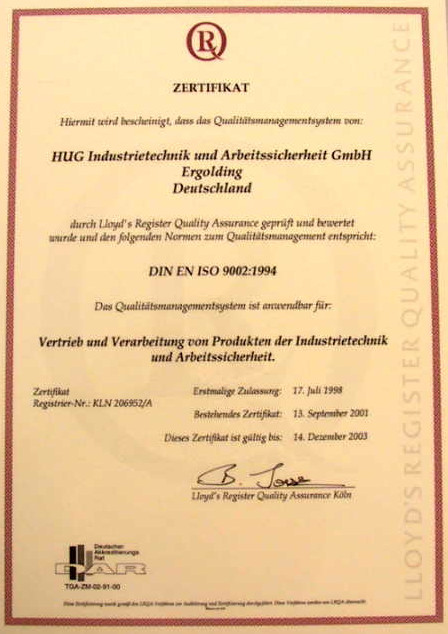 R
ZERTIFIKAT
Hiermit wird bescheinigt, dass das Qualitätsmanagementsystem von:
HUG Industrietechnik und Arbeitssicherheit GmbH
Ergolding
Deutschland
durch Lloyd's Register Quality Assurance geprüft und bewertet
wurde und den folgenden Normen zum Qualitätsmanagement entspricht:
DIN EN ISO 9002:1994
Das Qualitätsmanagementsystem ist anwendbar für:
Vertrieb und Verarbeitung von Produkten der Industrietechnik
und Arbeitssicherheit.
Zertifikat
Registrier-Nr.: KLN 206952/A
Erstmalige Zulassung: 17. Juli 1998
Bestehendes Zertifikat: 13. September 2001
Dieses Zertifikat ist gültig bis: 14. Dezember 2003
Lloyd's Register Quality Assurance Köln
Deutscher
Akkreditierungs
Rat
DAR
TGA-ZM-02-91-00
LLOYD'S REGISTER QUALITY ASSURANCE